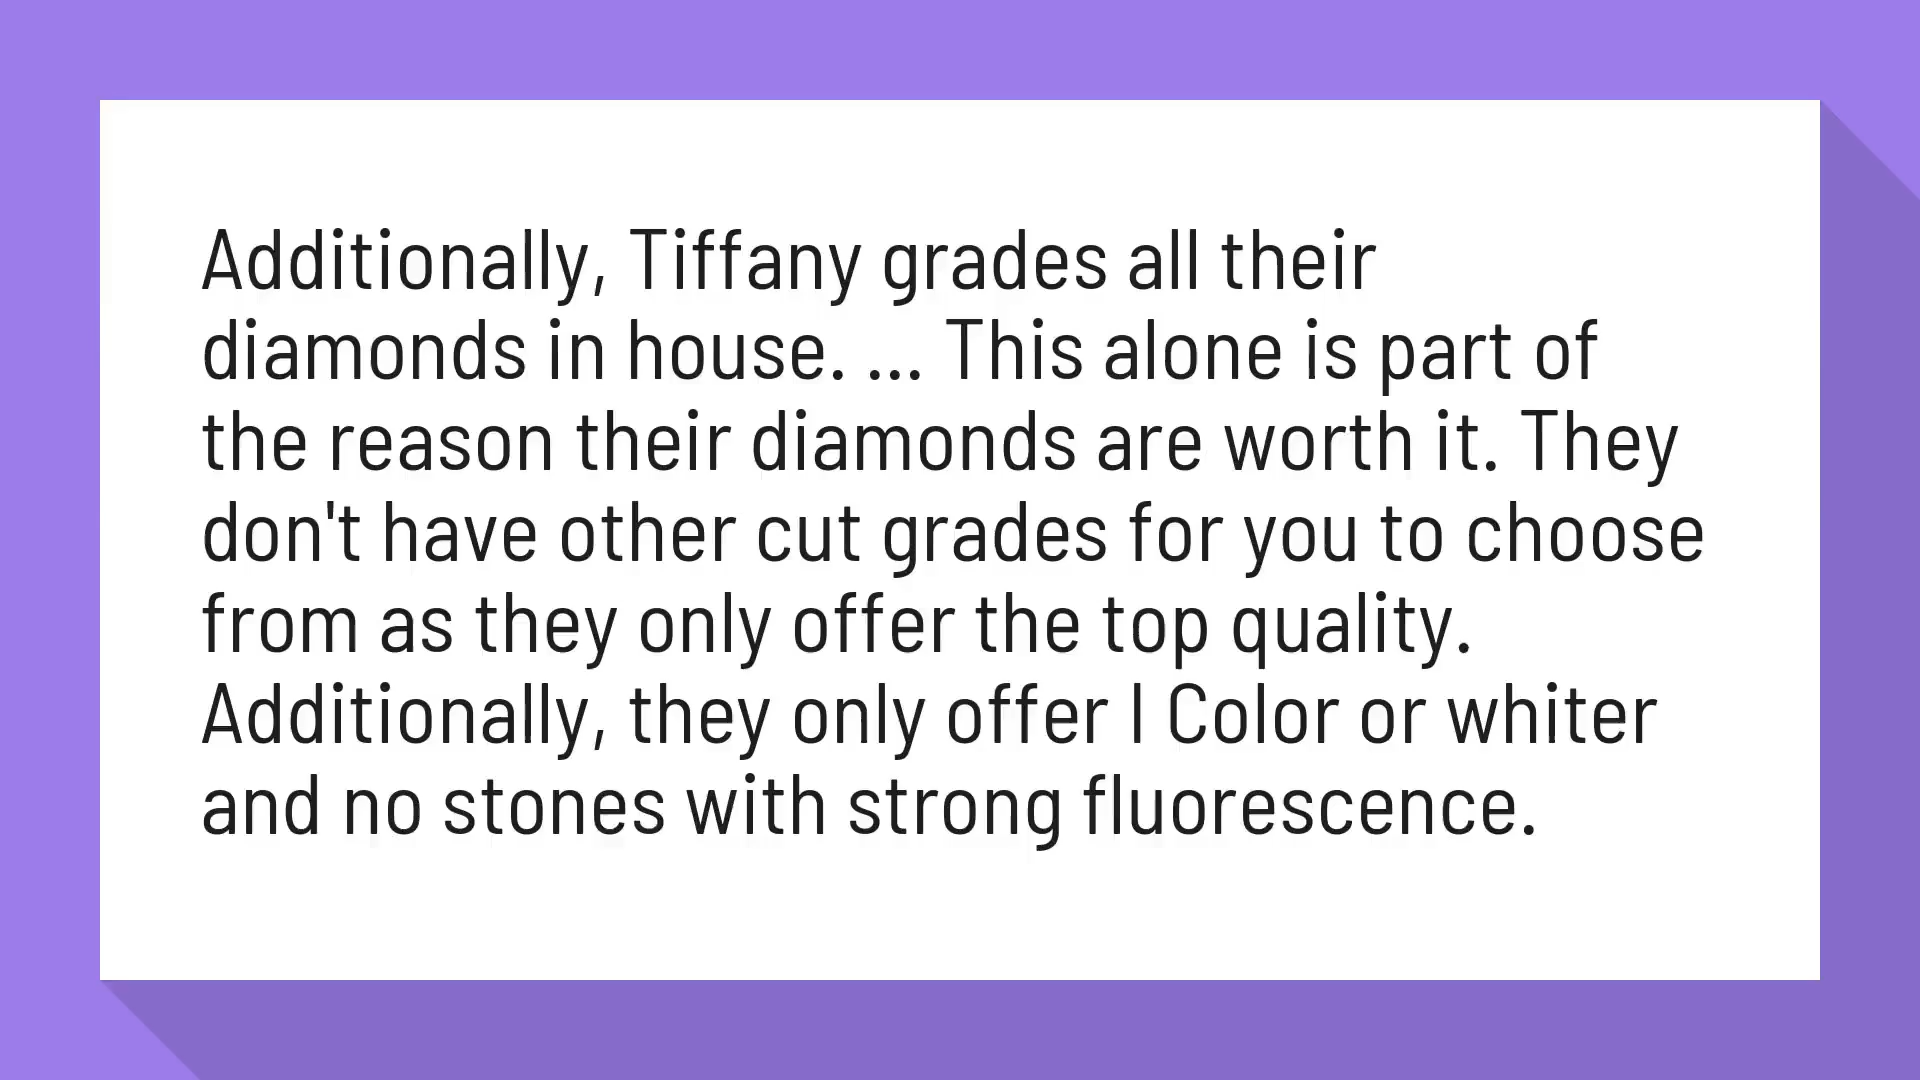 Additionally, Tiffany grades all their
diamonds in house. ... This alone is part of
the reason their diamonds are worth it. They
don't have other cut grades for you to choose
from as they only offer the top quality.
Additionally, they only offer I Color or whiter
and no stones with strong fluorescence.